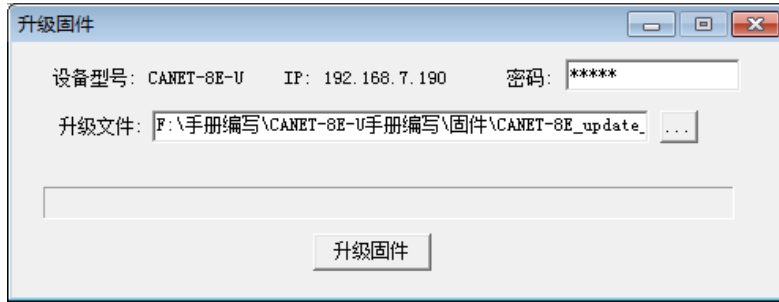 升级固件
设备型号: CANET-8E-U IP: 192.168.7.190 密码: *****
升级文件: F:\手册编写\CANET-8E-U手册编写\固件\CANET-8E_update_ ...
升级固件